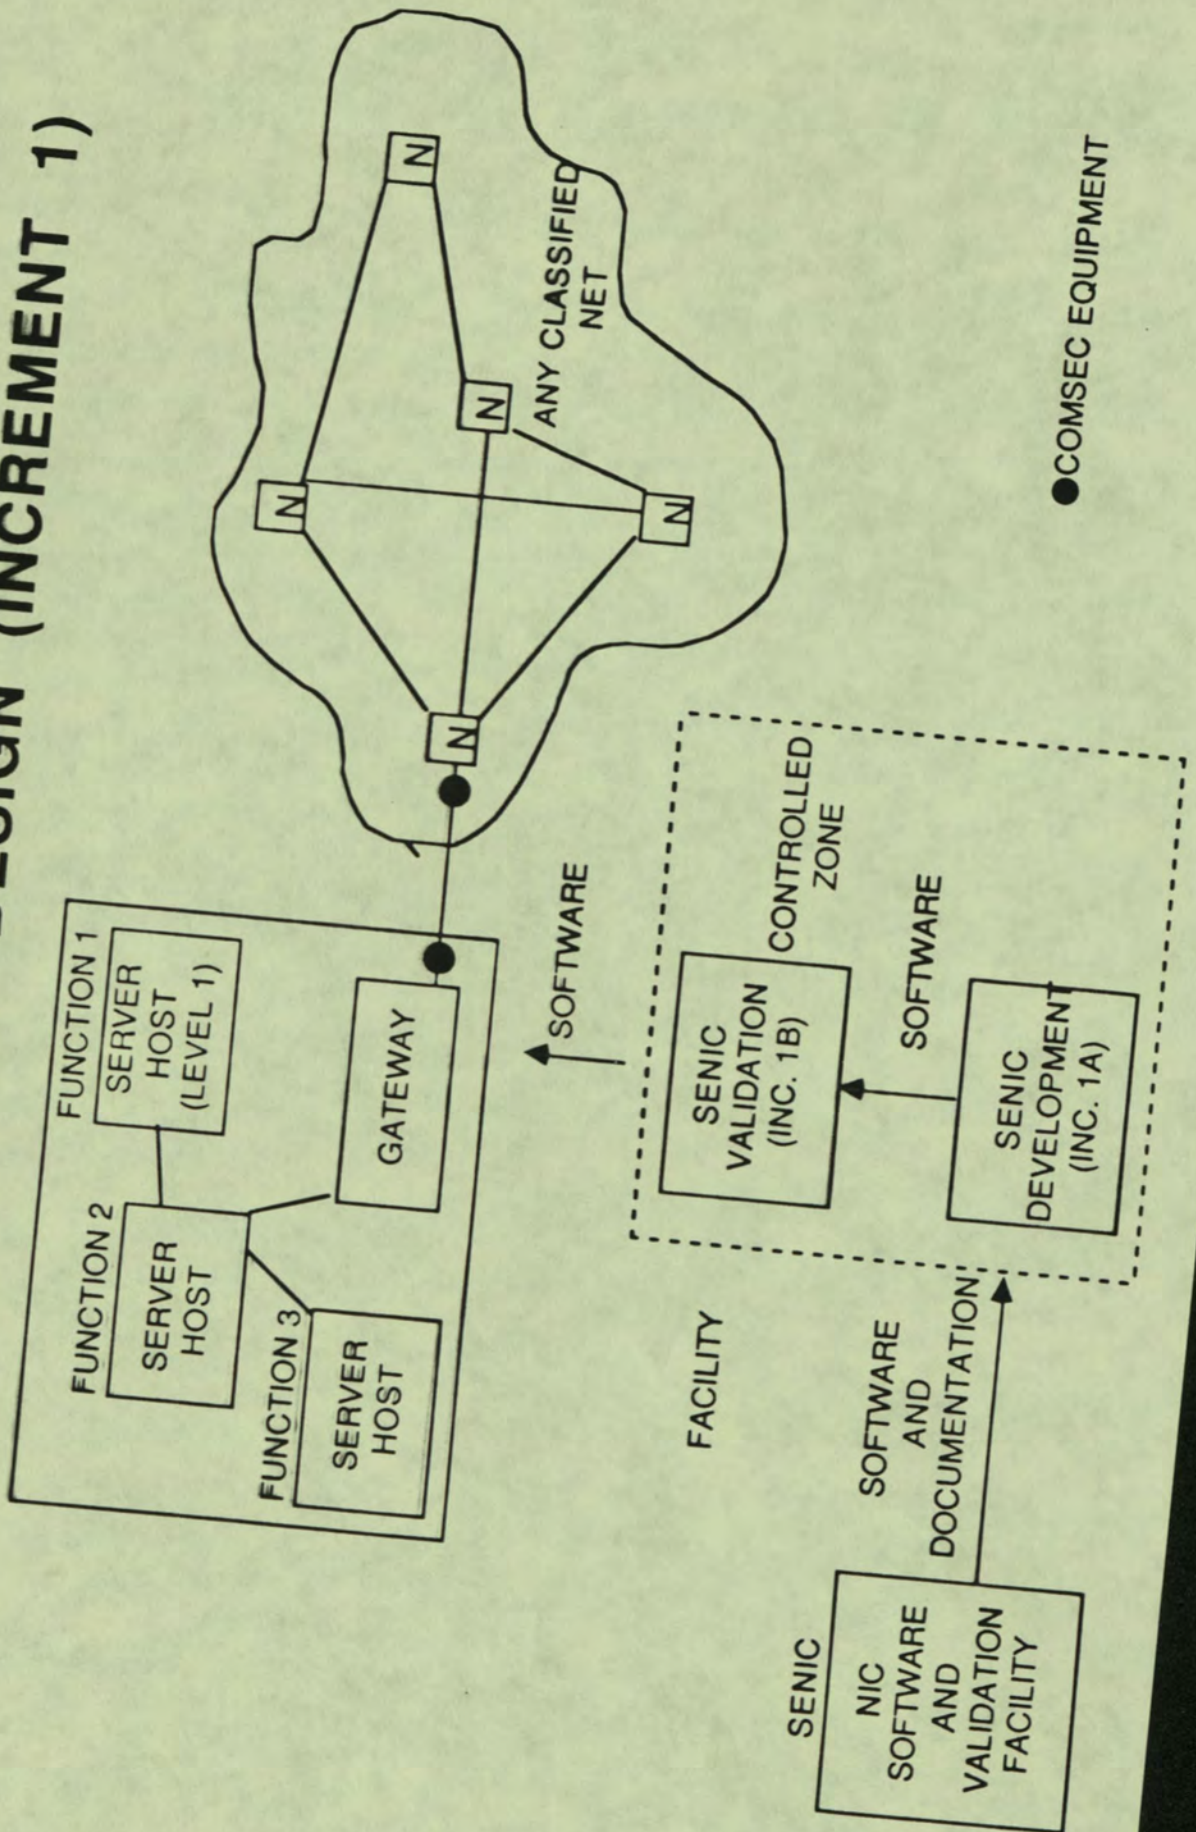 DESIGN (INCREMENT 1)
FUNCTION 1
SERVER
HOST
(LEVEL 1)
FUNCTION 2
SERVER
HOST
FUNCTION 3
SERVER
HOST
GATEWAY
N
N
N
N
N
ANY CLASSIFIED
NET
SOFTWARE
FACILITY
SENIC
VALIDATION
(INC. 1B)
CONTROLLED
ZONE
SOFTWARE
SENIC
DEVELOPMENT
(INC. 1A)
SENIC
NIC
SOFTWARE
AND
VALIDATION
FACILITY
SOFTWARE
AND
DOCUMENTATION
COMSEC EQUIPMENT